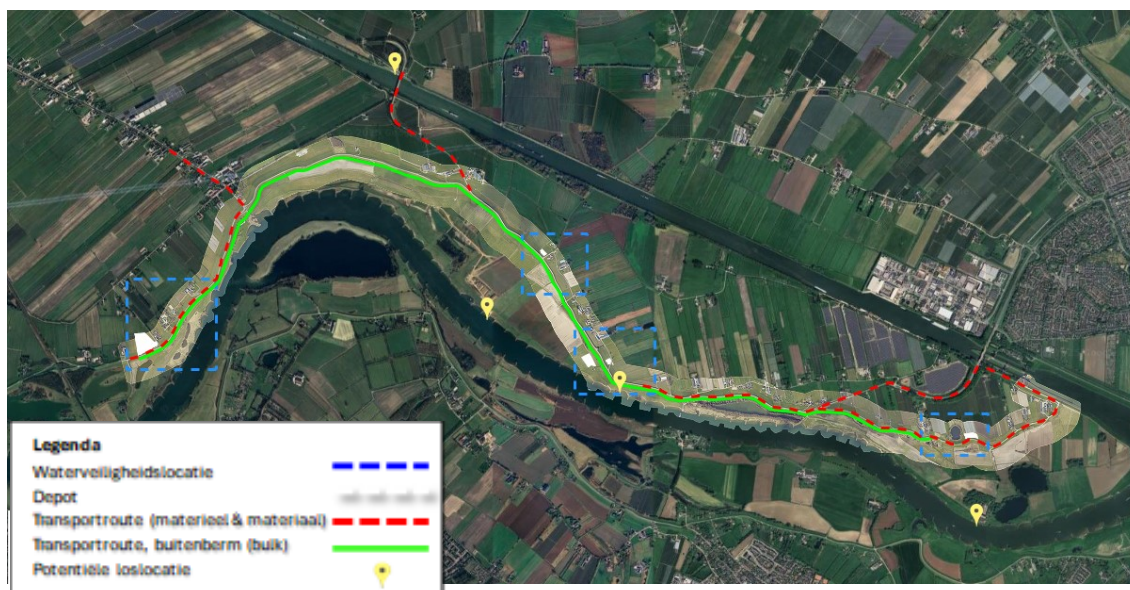 Legenda
Waterveiligheidslocatie
Depot
Transportroute (materieel & materiaal)
Transportroute, buitenberm (bulk)
Potentiële loslocatie